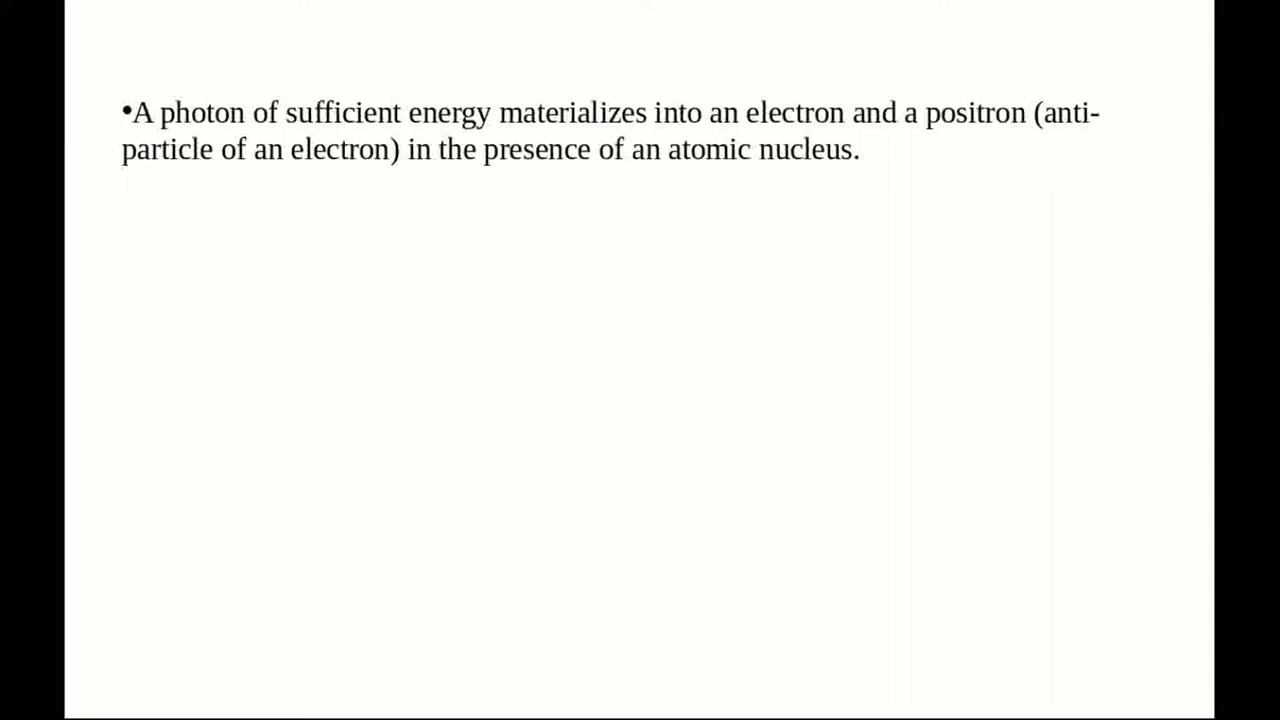 •A photon of sufficient energy materializes into an electron and a positron (anti-
particle of an electron) in the presence of an atomic nucleus.